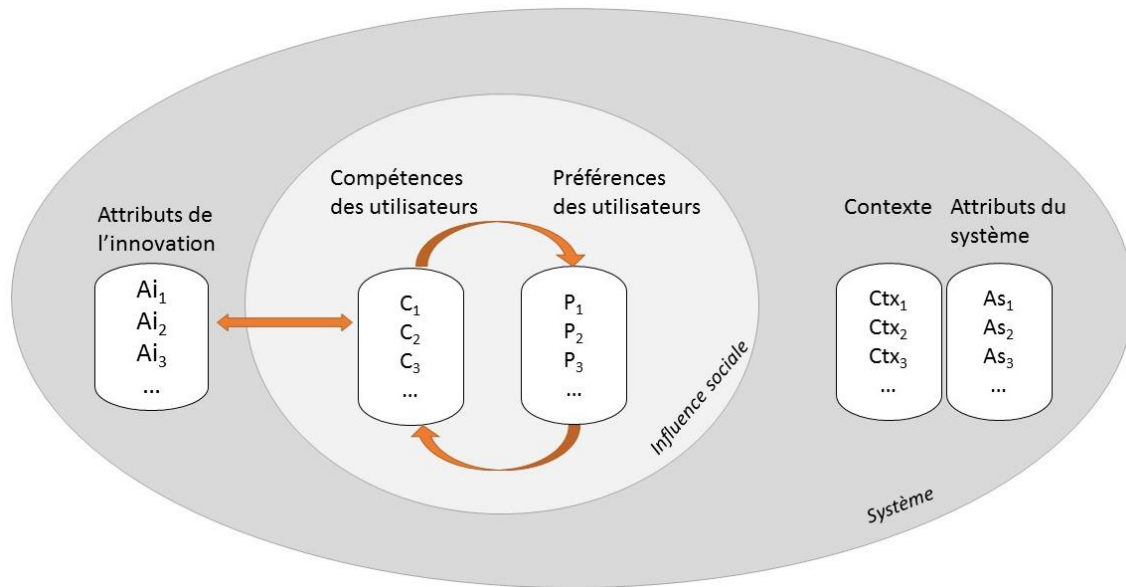 Attributs de
l’innovation
Ai₁
Ai₂
Ai₃
...
Compétences
des utilisateurs
C₁
C₂
C₃
...
Préférences
des utilisateurs
P₁
P₂
P₃
...
Influence sociale
Contexte
Ctx₁
Ctx₂
Ctx₃
...
Attributs du
système
As₁
As₂
As₃
...
Système